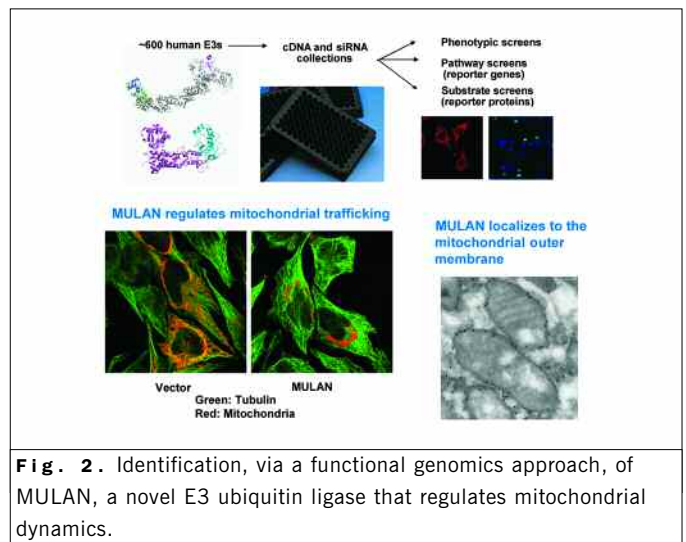 ~600 human E3s
cDNA and siRNA
collections
Phenotypic screens
Pathway screens
(reporter genes)
Substrate screens
(reporter proteins)
MULAN regulates mitochondrial trafficking
MULAN localizes to the
mitochondrial outer
membrane
Vector
MULAN
Green: Tubulin
Red: Mitochondria
Fig. 2. Identification, via a functional genomics approach, of
MULAN, a novel E3 ubiquitin ligase that regulates mitochondrial
dynamics.